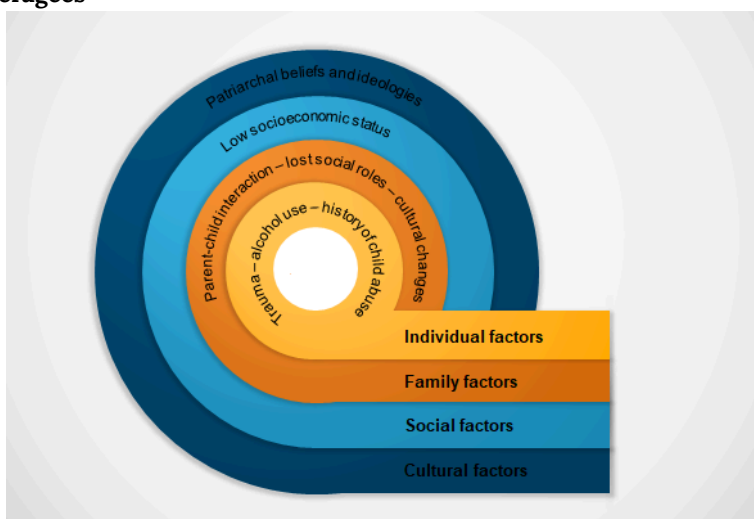 Patriarchal beliefs and ideologies
Low socioeconomic status
Parent-child interaction – lost social roles – cultural changes
Trauma – alcohol use – history of child abuse
Individual factors
Family factors
Social factors
Cultural factors